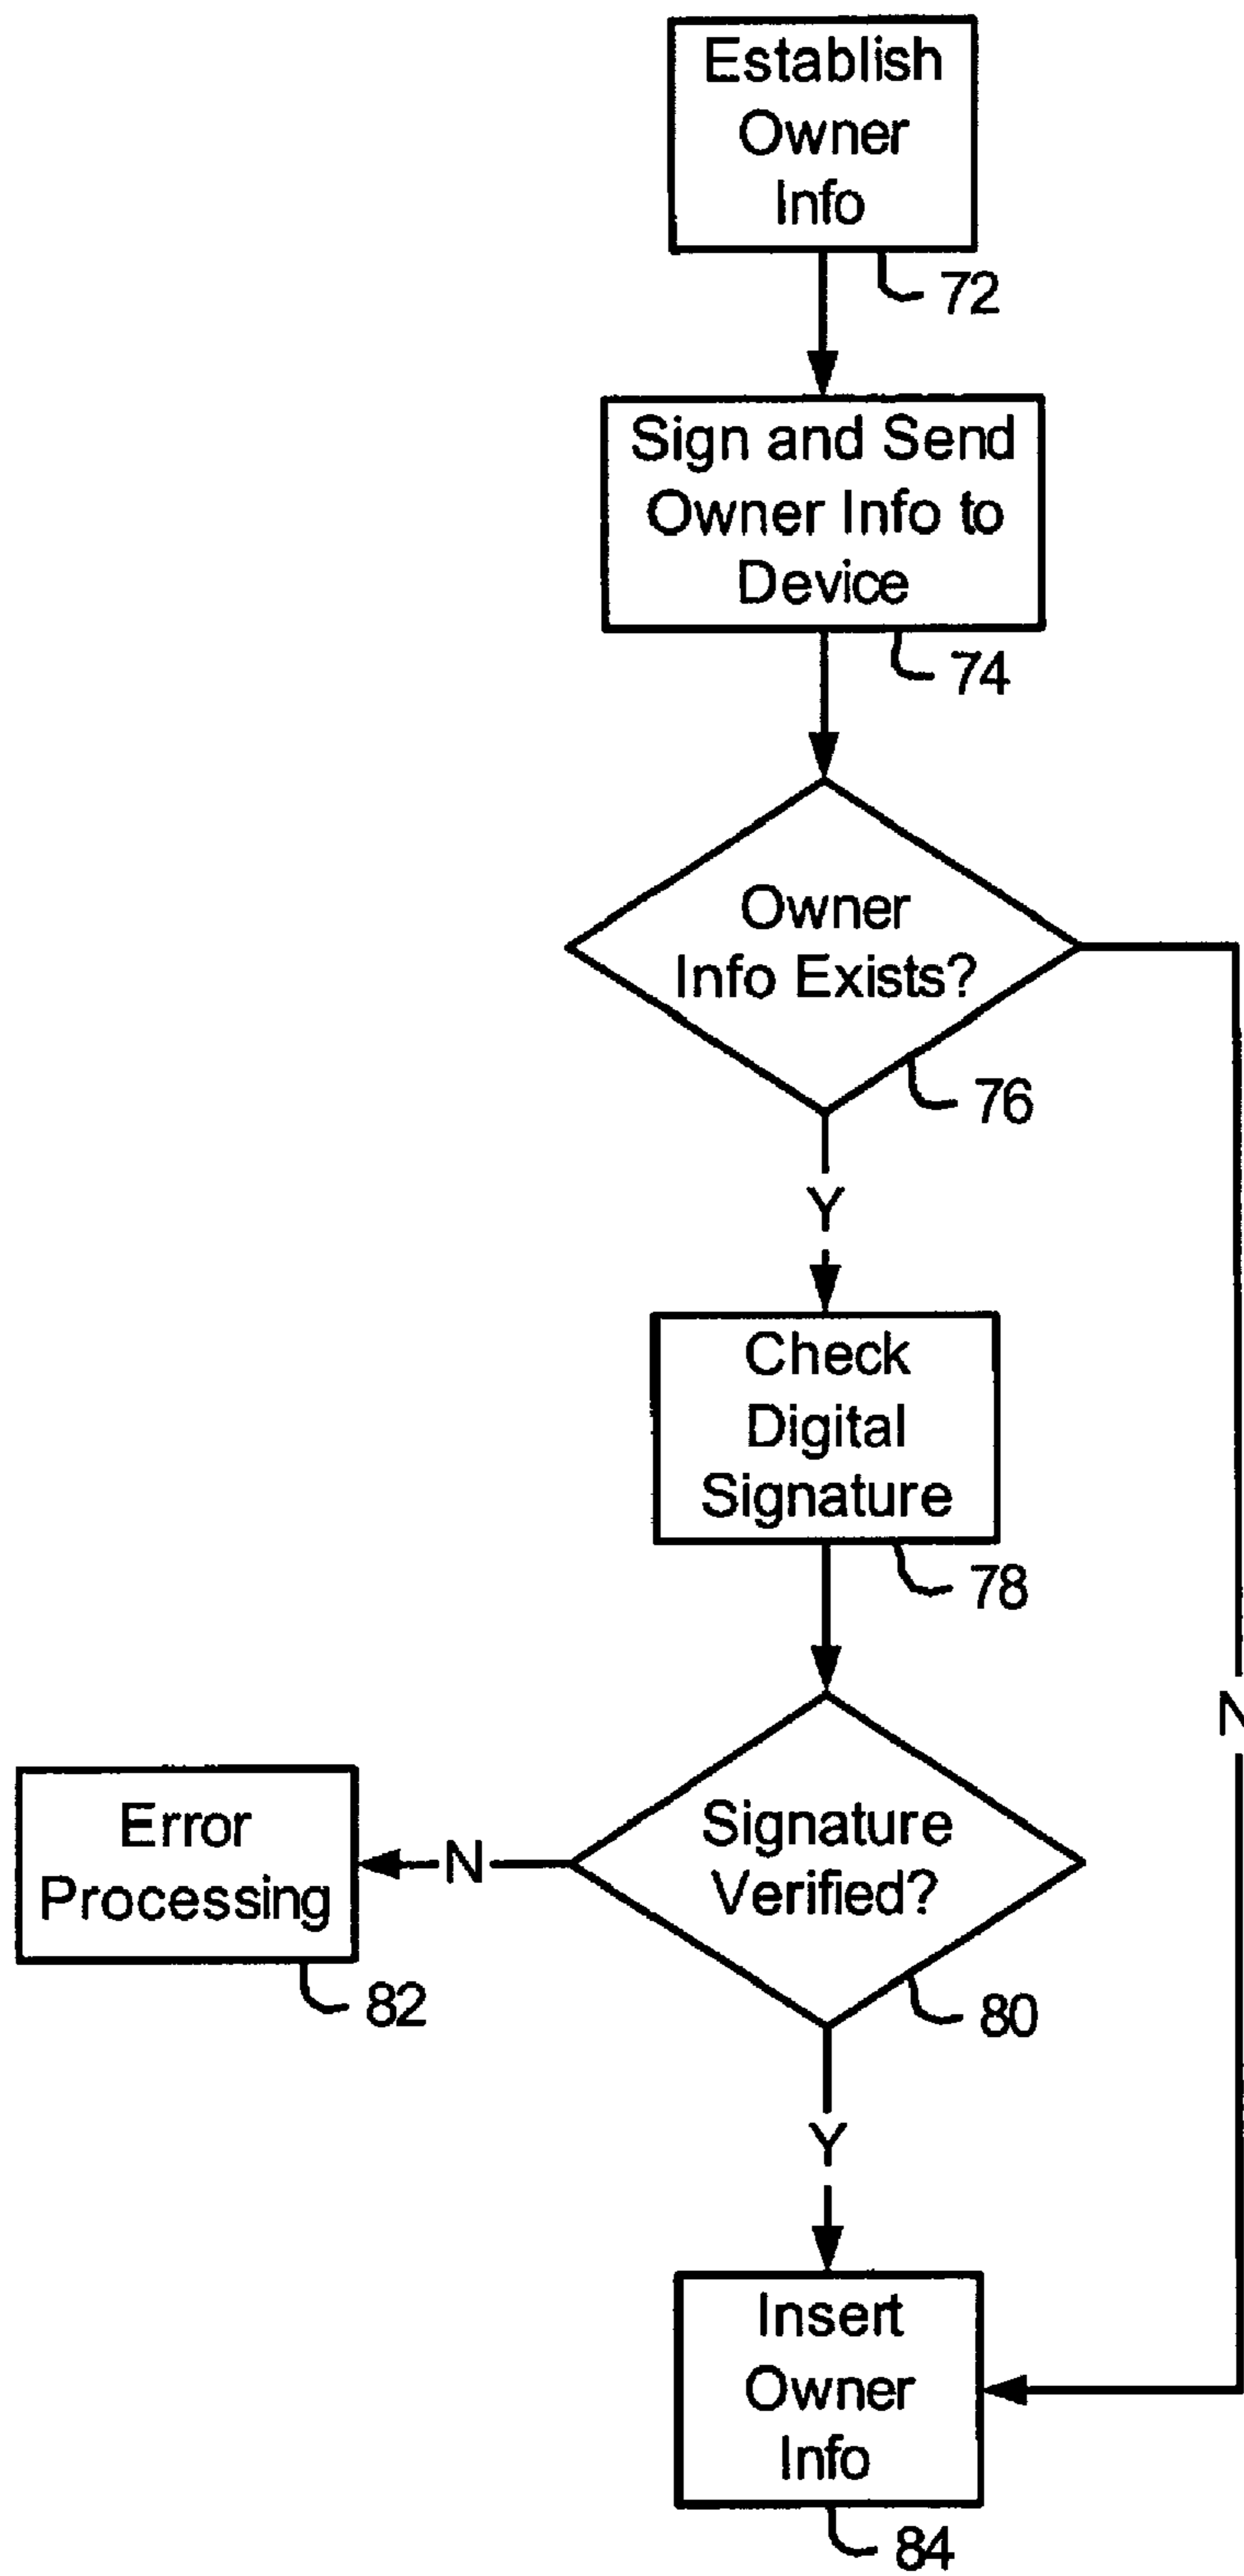 Establish
Owner
Info
72
Sign and Send
Owner Info to
Device
74
Owner
Info Exists?
76
Y
Check
Digital
Signature
78
N
Signature
Verified?
80
N
Error
Processing
82
Y
Insert
Owner
Info
84